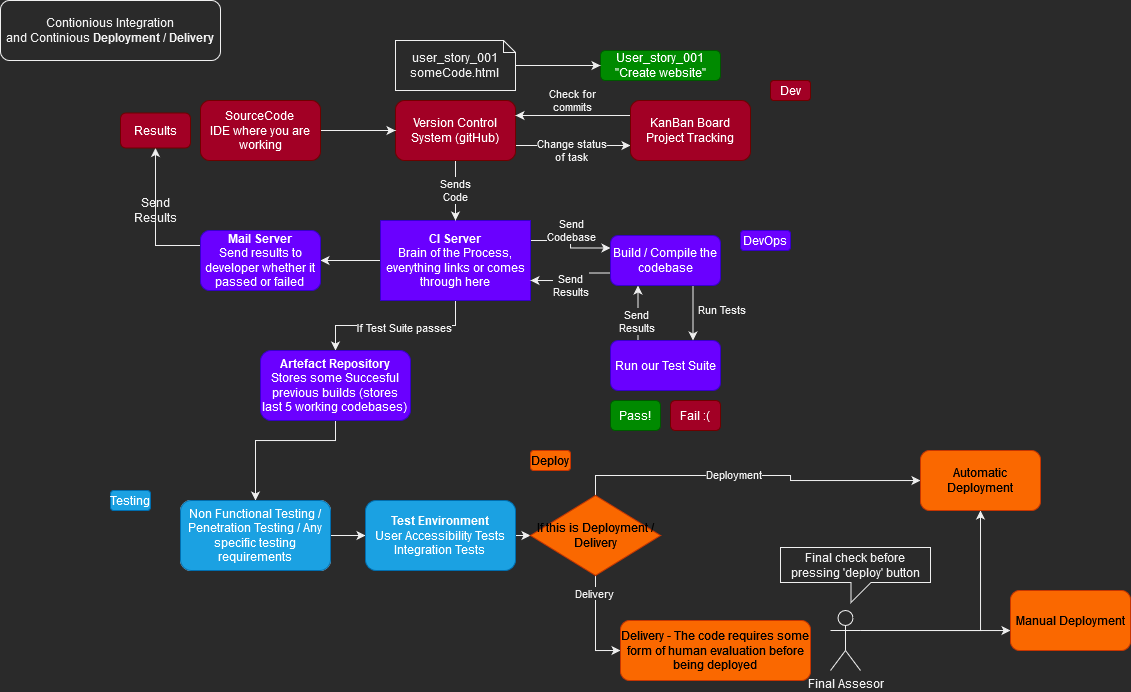 Contionious Integration
and Continious Deployment / Delivery
user_story_001
someCode.html
User_story_001
"Create website"
Dev
Check for
commits
SourceCode
IDE where you are
working
Results
Version Control
System (gitHub)
KanBan Board
Project Tracking
Change status
of task
Sends
Code
Send
Results
Mail Server
Send results to
developer whether it
passed or failed
CI Server
Brain of the Process,
everything links or comes
through here
Send
Codebase
Build / Compile the
codebase
DevOps
Send
Results
Send
Results
Run Tests
If Test Suite passes
Artefact Repository
Stores some Succesful
previous builds (stores
last 5 working codebases)
Run our Test Suite
Pass!
Fail :(
Deploy
Testing
Non Functional Testing /
Penetration Testing / Any
specific testing
requirements
Test Environment
User Accessibility Tests
Integration Tests
If this is Deployment /
Delivery
Deployment
Automatic
Deployment
Final check before
pressing 'deploy' button
Delivery
Delivery - The code requires some
form of human evaluation before
being deployed
Manual Deployment
Final Assesor